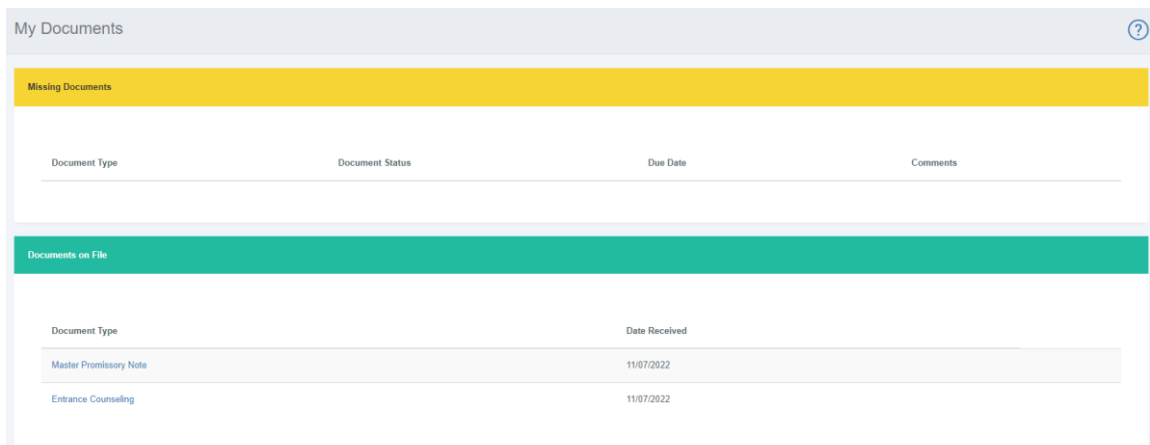 My Documents
?
Missing Documents
Document Type Document Status Due Date Comments
Documents on File
Document Type Date Received
Master Promissory Note 11/07/2022
Entrance Counseling 11/07/2022